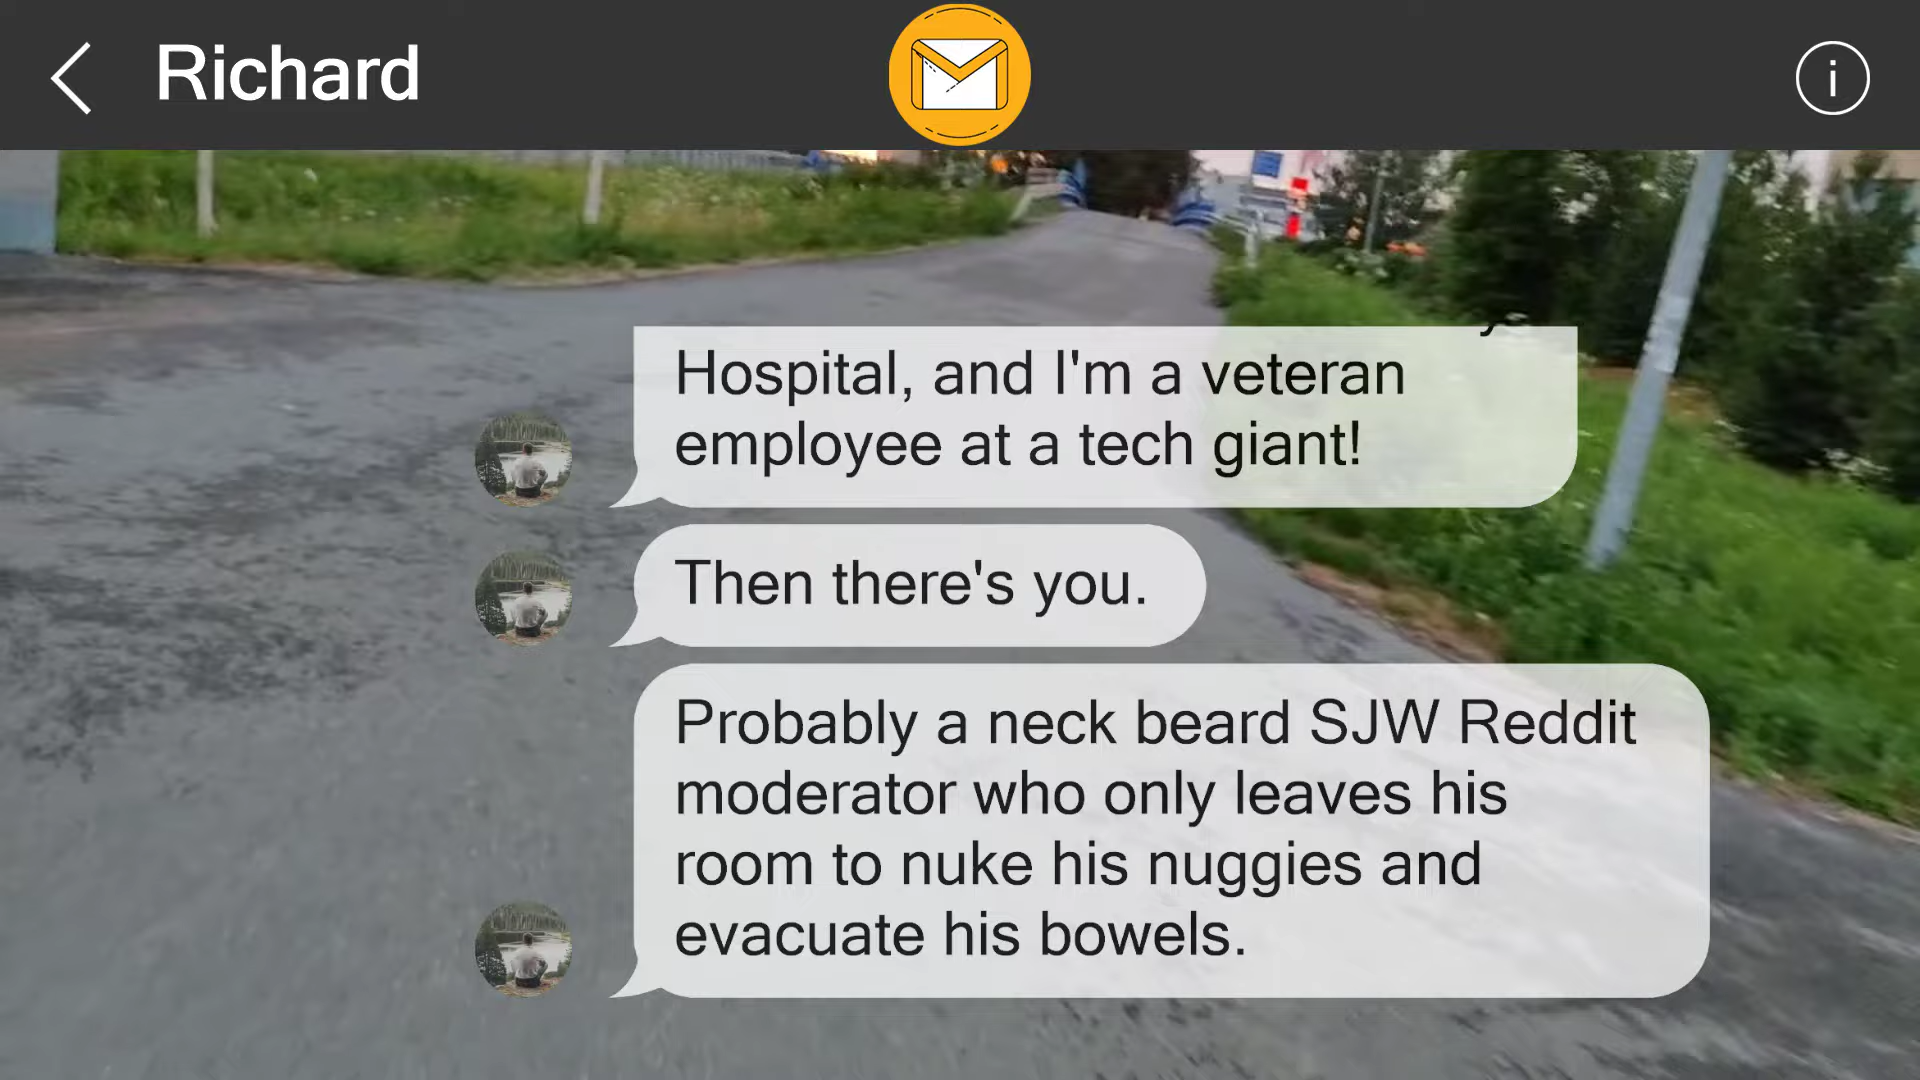 Richard
Hospital, and I'm a veteran
employee at a tech giant!
Then there's you.
Probably a neck beard SJW Reddit
moderator who only leaves his
room to nuke his nuggies and
evacuate his bowels.